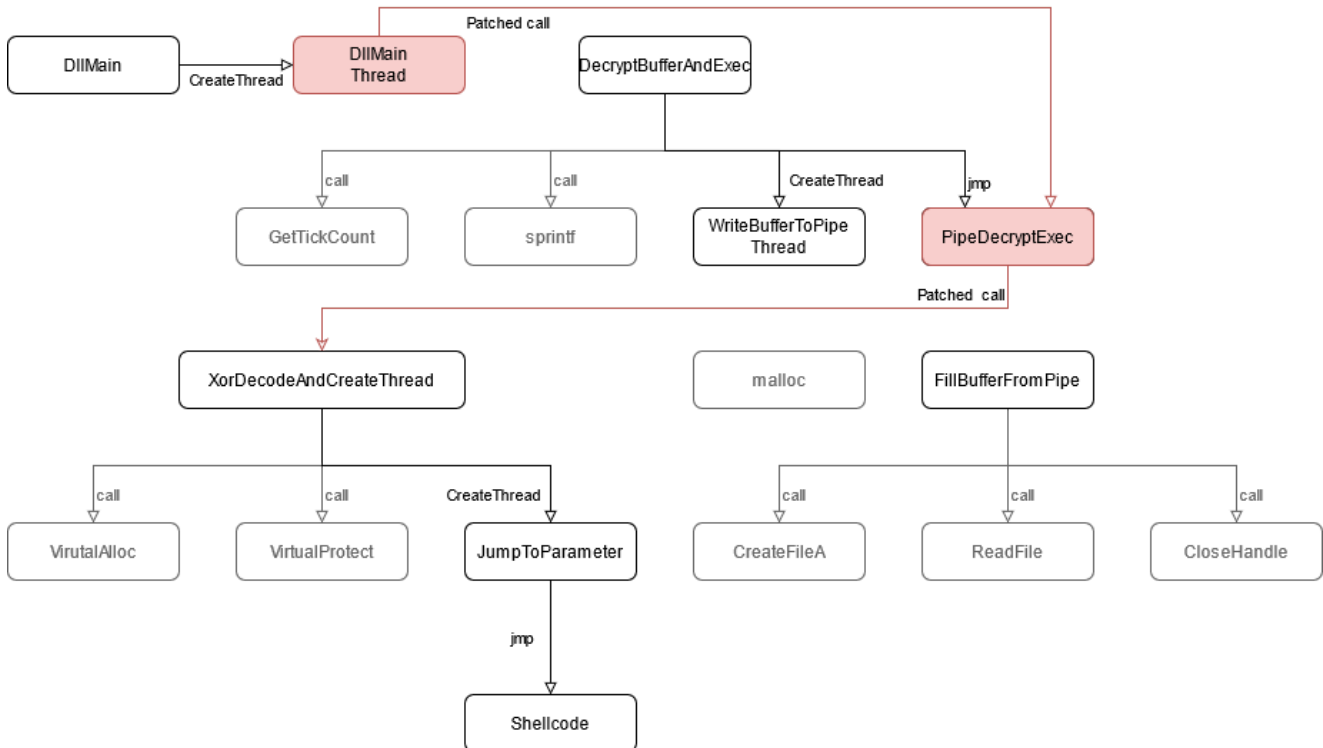 Patched call
DllMain
CreateThread
DllMain
Thread
DecryptBufferAndExec
call
call
CreateThread
jmp
GetTickCount
sprintf
WriteBufferToPipe
Thread
PipeDecryptExec
Patched call
XorDecodeAndCreateThread
malloc
FillBufferFromPipe
call
call
CreateThread
call
call
call
VirutalAlloc
VirtualProtect
JumpToParameter
CreateFileA
ReadFile
CloseHandle
jmp
Shellcode